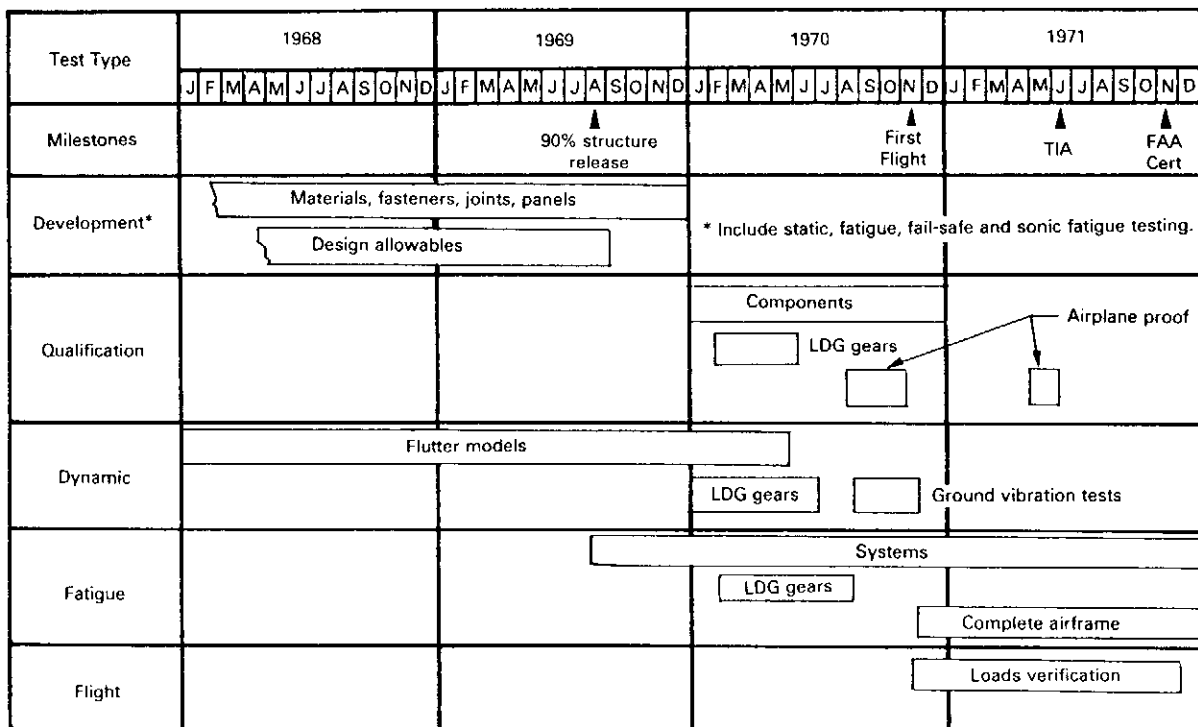 Test Type
1968
1969
1970
1971
J F M A M J J A S O N D J F M A M J J A S O N D J F M A M J J A S O N D J F M A M J J A S O N D
Milestones
90% structure
release
First
Flight
TIA
FAA
Cert
Development*
Materials, fasteners, joints, panels
Design allowables
* Include static, fatigue, fail-safe and sonic fatigue testing.
Qualification
Components
LDG gears
Airplane proof
Dynamic
Flutter models
LDG gears
Ground vibration tests
Fatigue
Systems
LDG gears
Complete airframe
Flight
Loads verification